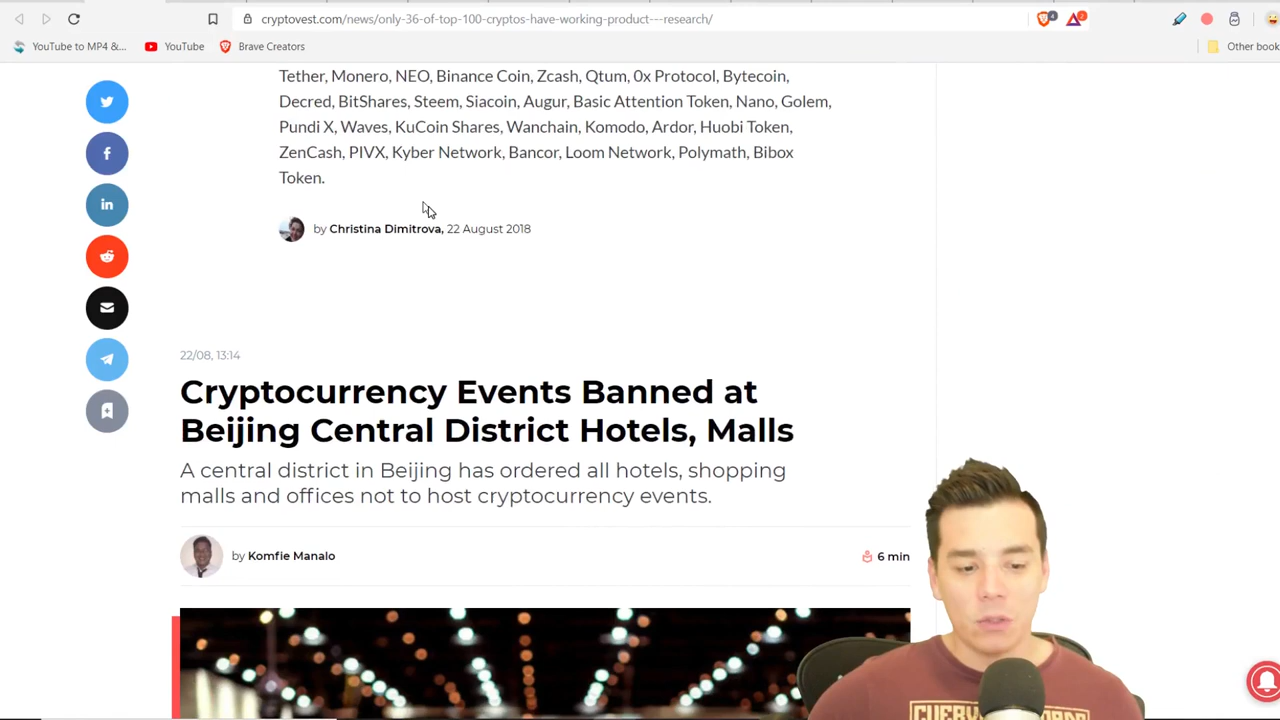 cryptovest.com/news/only-36-of-top-100-cryptos-have-working-product---research/
4
2
YouTube to MP4 &...
YouTube
Brave Creators
Other book
Tether, Monero, NEO, Binance Coin, Zcash, Qtum, 0x Protocol, Bytecoin,
Decred, BitShares, Steem, Siacoin, Augur, Basic Attention Token, Nano, Golem,
Pundi X, Waves, KuCoin Shares, Wanchain, Komodo, Ardor, Huobi Token,
ZenCash, PIVX, Kyber Network, Bancor, Loom Network, Polymath, Bibox
Token.
by Christina Dimitrova, 22 August 2018
22/08, 13:14
Cryptocurrency Events Banned at
Beijing Central District Hotels, Malls
A central district in Beijing has ordered all hotels, shopping
malls and offices not to host cryptocurrency events.
by Komfie Manalo
6 min